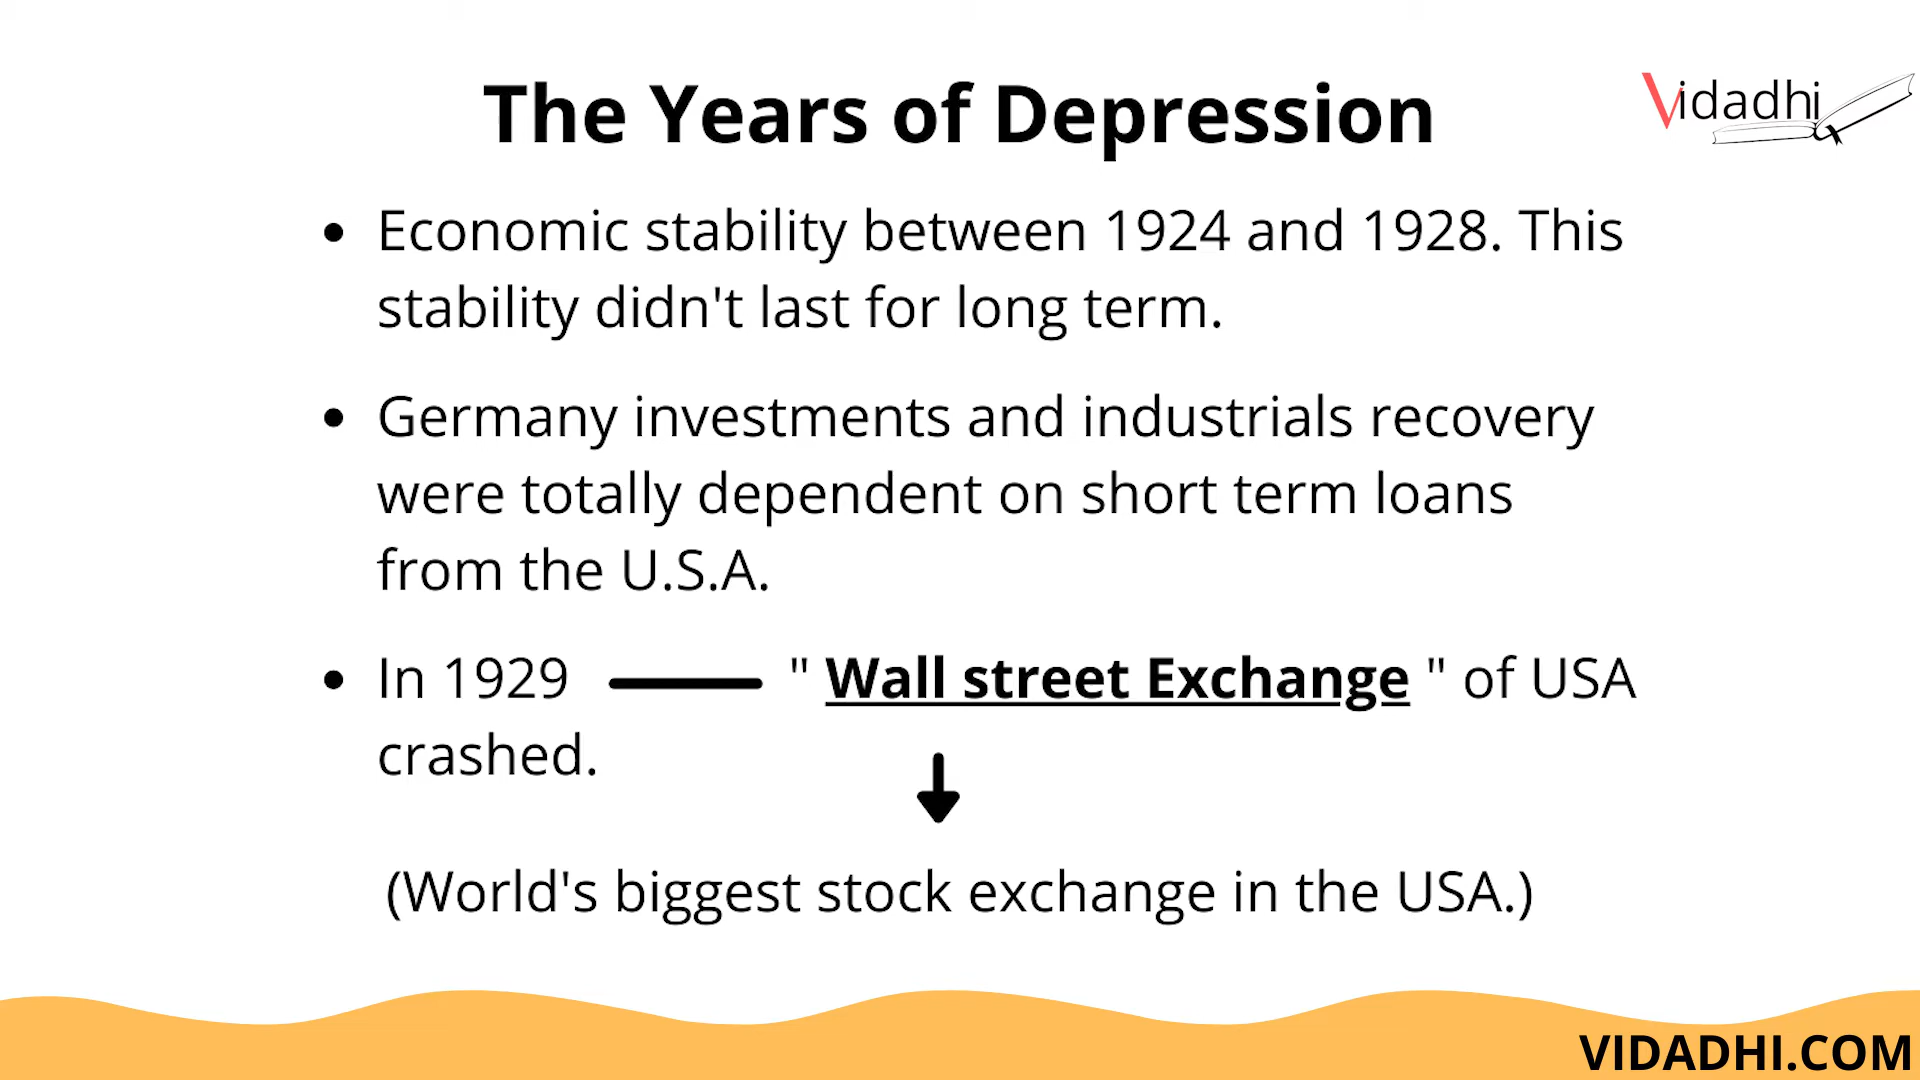 The Years of Depression
Vidadhi
• Economic stability between 1924 and 1928. This
stability didn't last for long term.
• Germany investments and industrials recovery
were totally dependent on short term loans
from the U.S.A.
• In 1929 " Wall street Exchange " of USA
crashed.
(World's biggest stock exchange in the USA.)
VIDADHI.COM